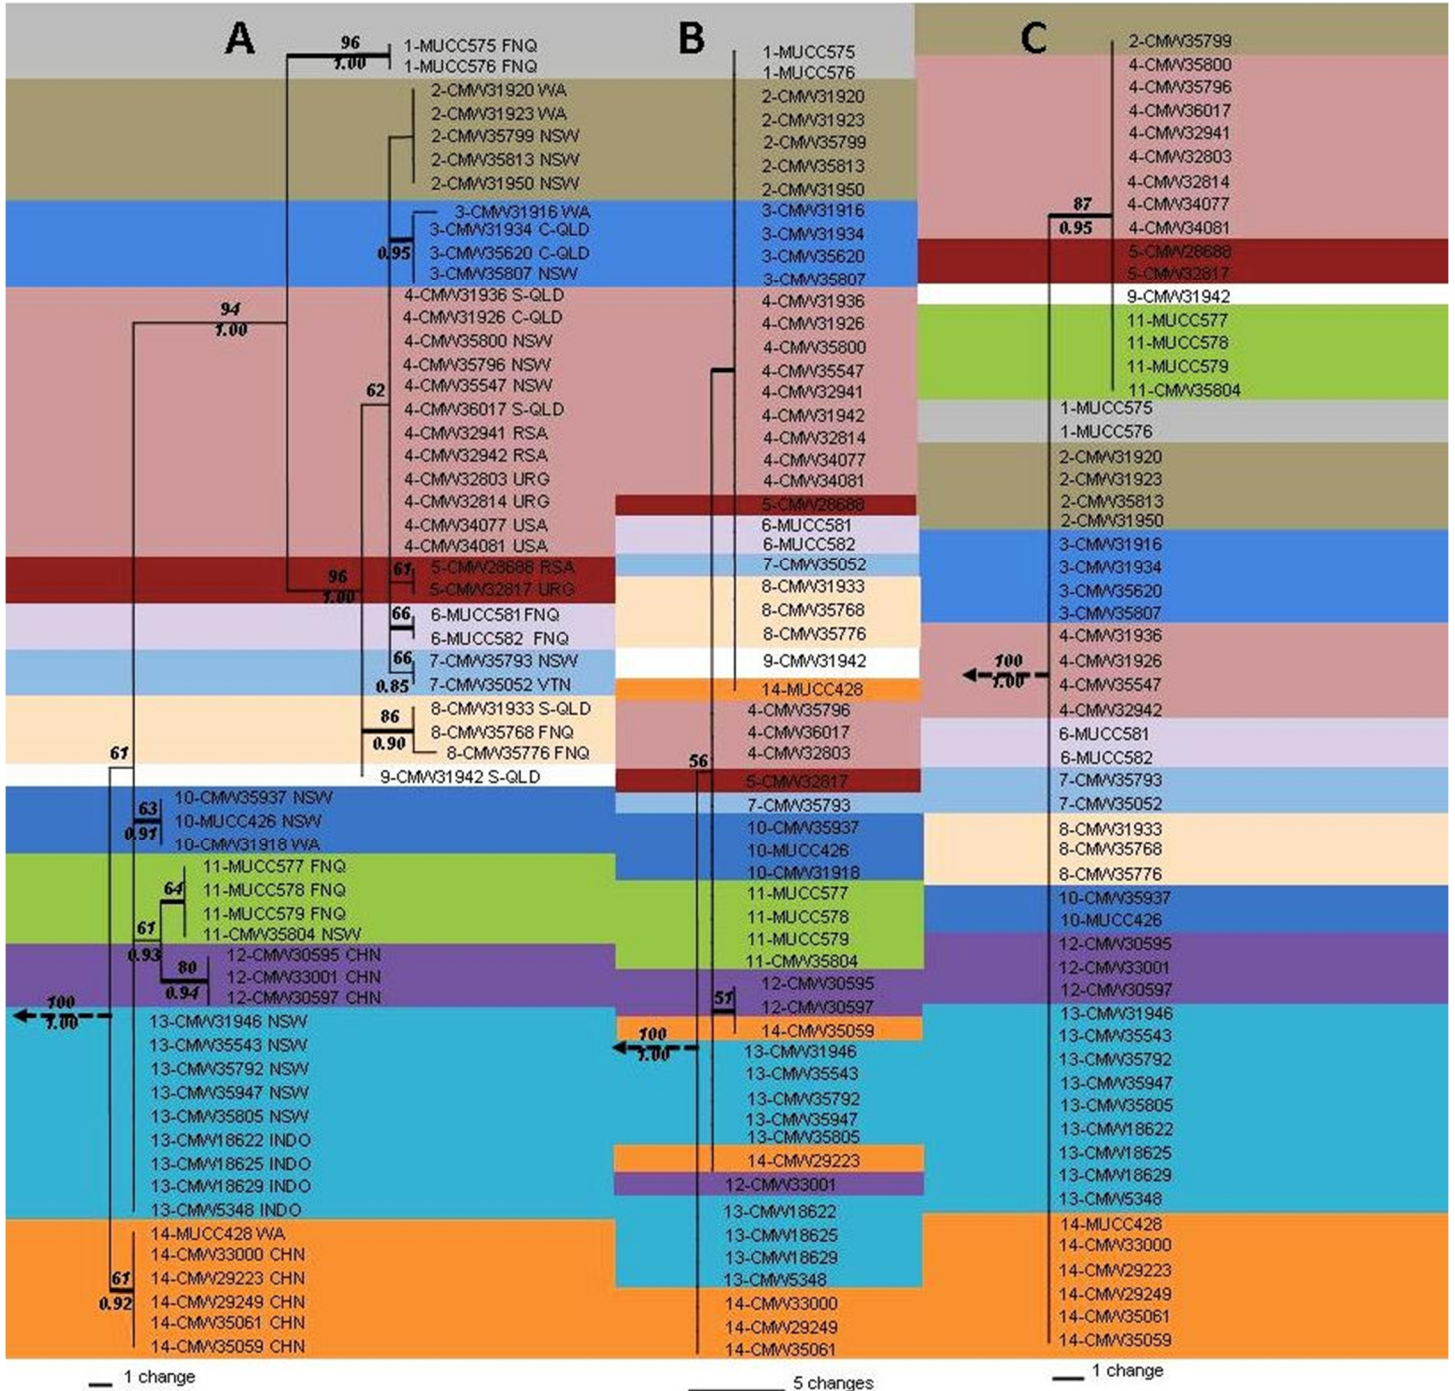 A
96
1.00
1-MUCC575 FNQ
1-MUCC576 FNQ
2-CMW31920 WA
2-CMW31923 WA
2-CMW35799 NSW
2-CMW35813 NSW
2-CMW31950 NSW
3-CMW31916 WA
3-CMW31934 C-QLD
0.95
3-CMW35620 C-QLD
3-CMW35807 NSW
4-CMW31936 S-QLD
94
1.00
4-CMW31926 C-QLD
4-CMW35800 NSW
4-CMW35796 NSW
62
4-CMW35547 NSW
4-CMW36017 S-QLD
4-CMW32941 RSA
4-CMW32942 RSA
4-CMW32803 URG
4-CMW32814 URG
4-CMW34077 USA
4-CMW34081 USA
96
1.00
61
5-CMW28688 RSA
5-CMW32817 URG
66
6-MUCC581 FNQ
6-MUCC582 FNQ
66
0.85
7-CMW35793 NSW
7-CMW35052 VTN
8-CMW31933 S-QLD
86
0.90
8-CMW35768 FNQ
8-CMW35776 FNQ
61
9-CMW31942 S-QLD
10-CMW35937 NSW
63
0.91
10-MUCC426 NSW
10-CMW31918 WA
11-MUCC577 FNQ
64
11-MUCC578 FNQ
11-MUCC579 FNQ
61
0.93
11-CMW35804 NSW
12-CMW30595 CHN
80
0.94
12-CMW33001 CHN
12-CMW30597 CHN
100
1.00
13-CMW31946 NSW
13-CMW35543 NSW
13-CMW35792 NSW
13-CMW35947 NSW
13-CMW35805 NSW
13-CMW18622 INDO
13-CMW18625 INDO
13-CMW18629 INDO
13-CMW5348 INDO
14-MUCC428 WA
14-CMW33000 CHN
61
0.92
14-CMW29223 CHN
14-CMW29249 CHN
14-CMW35061 CHN
14-CMW35059 CHN
1 change
B
1-MUCC575
1-MUCC576
2-CMW31920
2-CMW31923
2-CMW35799
2-CMW35813
2-CMW31950
3-CMW31916
3-CMW31934
3-CMW35620
3-CMW35807
4-CMW31936
4-CMW31926
4-CMW35800
4-CMW35547
4-CMW32941
4-CMW31942
4-CMW32814
4-CMW34077
4-CMW34081
5-CMW28688
6-MUCC581
6-MUCC582
7-CMW35052
8-CMW31933
8-CMW35768
8-CMW35776
9-CMW31942
14-MUCC428
4-CMW35796
4-CMW36017
4-CMW32803
56
5-CMW32817
7-CMW35793
10-CMW35937
10-MUCC426
10-CMW31918
11-MUCC577
11-MUCC578
11-MUCC579
11-CMW35804
12-CMW30595
51
12-CMW30597
14-CMW35059
100
1.00
13-CMW31946
13-CMW35543
13-CMW35792
13-CMW35947
13-CMW35805
14-CMW29223
12-CMW33001
13-CMW18622
13-CMW18625
13-CMW18629
13-CMW5348
14-CMW33000
14-CMW29249
14-CMW35061
5 changes
C
2-CMW35799
4-CMW35800
4-CMW35796
4-CMW36017
4-CMW32941
4-CMW32803
4-CMW32814
87
0.95
4-CMW34077
4-CMW34081
5-CMW28688
5-CMW32817
9-CMW31942
11-MUCC577
11-MUCC578
11-MUCC579
11-CMW35804
1-MUCC575
1-MUCC576
2-CMW31920
2-CMW31923
2-CMW35813
2-CMW31950
3-CMW31916
3-CMW31934
3-CMW35620
3-CMW35807
4-CMW31936
100
1.00
4-CMW31926
4-CMW35547
4-CMW32942
6-MUCC581
6-MUCC582
7-CMW35793
7-CMW35052
8-CMW31933
8-CMW35768
8-CMW35776
10-CMW35937
10-MUCC426
12-CMW30595
12-CMW33001
12-CMW30597
13-CMW31946
13-CMW35543
13-CMW35792
13-CMW35947
13-CMW35805
13-CMW18622
13-CMW18625
13-CMW18629
13-CMW5348
14-MUCC428
14-CMW33000
14-CMW29223
14-CMW29249
14-CMW35061
14-CMW35059
1 change